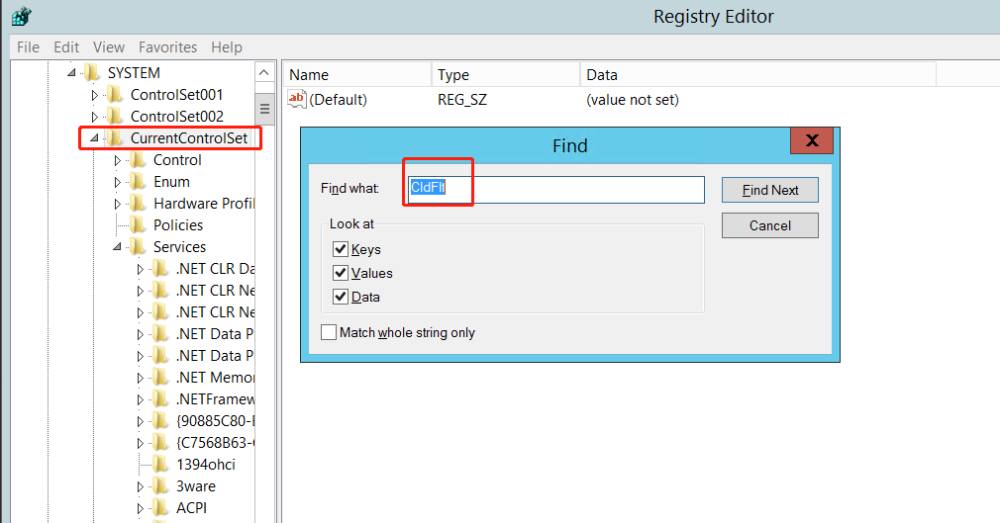 Registry Editor
File Edit View Favorites Help
SYSTEM
ControlSet001
ControlSet002
CurrentControlSet
Control
Enum
Hardware Profil
Policies
Services
.NET CLR Da
.NET CLR Ne
.NET CLR Ne
.NET Data P
.NET Data P
.NET Memor
.NETFramew
{90885C80-
{C7568B63-
1394ohci
3ware
ACPI
Name Type Data
ab (Default) REG_SZ (value not set)
Find
X
Find what:
CldFlt
Find Next
Cancel
Look at
Keys
Values
Data
Match whole string only